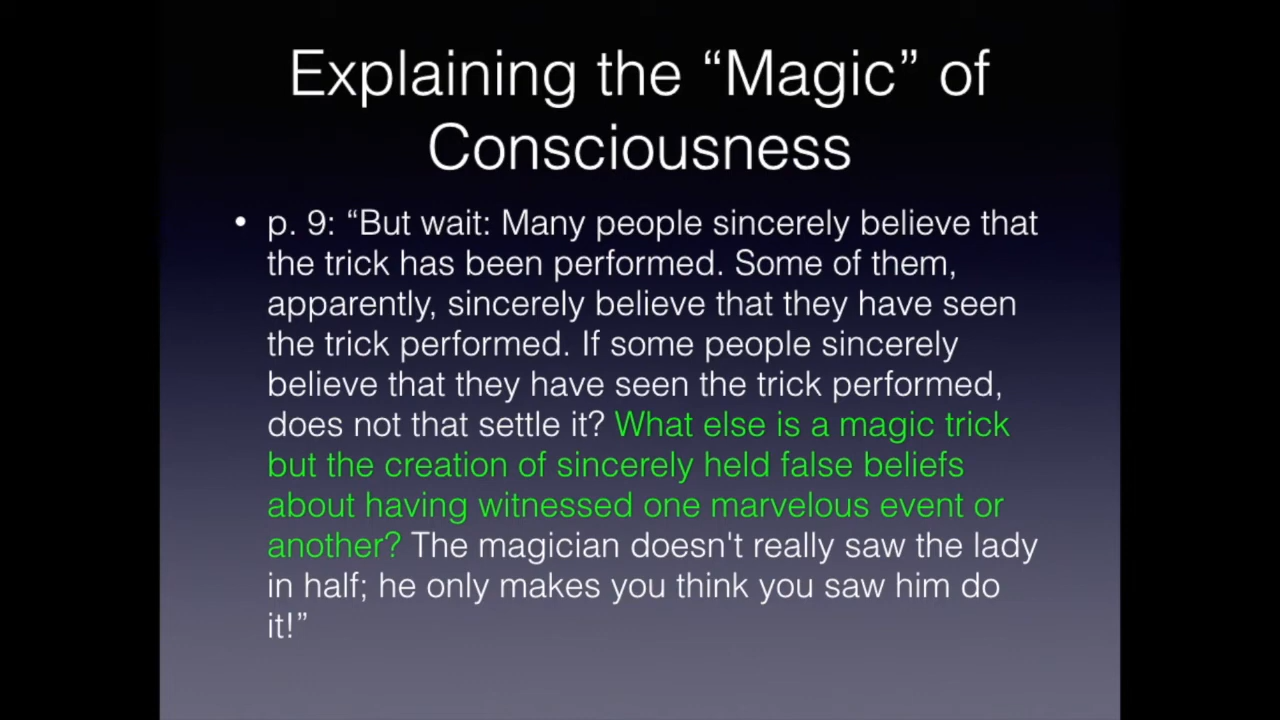 Explaining the “Magic” of
Consciousness
• p. 9: “But wait: Many people sincerely believe that
the trick has been performed. Some of them,
apparently, sincerely believe that they have seen
the trick performed. If some people sincerely
believe that they have seen the trick performed,
does not that settle it? What else is a magic trick
but the creation of sincerely held false beliefs
about having witnessed one marvelous event or
another? The magician doesn't really saw the lady
in half; he only makes you think you saw him do
it!”